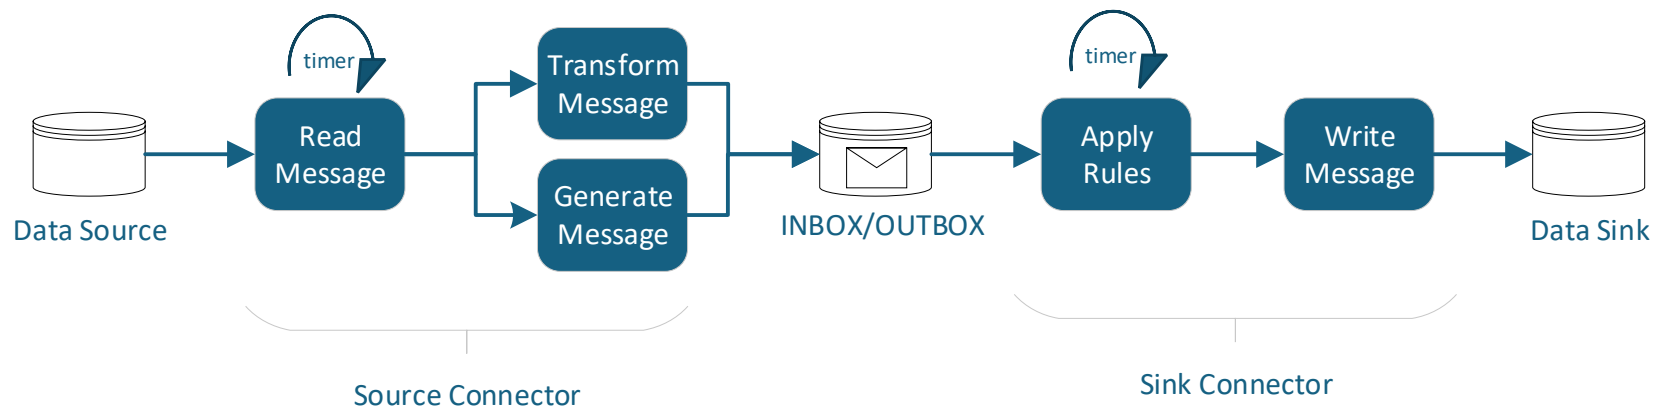 timer
Read
Message
Transform
Message
Generate
Message
timer
Apply
Rules
Write
Message
Data Source
INBOX/OUTBOX
Data Sink
Source Connector
Sink Connector